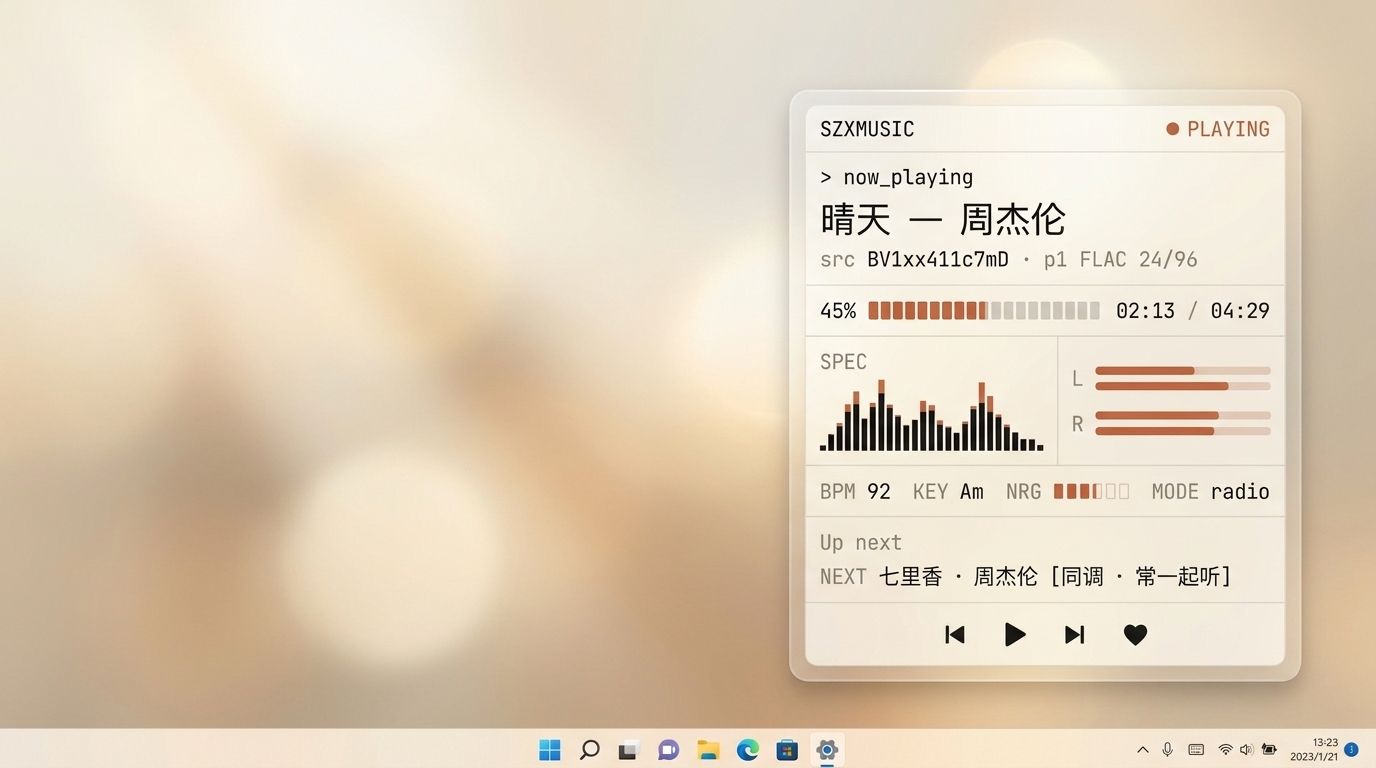 SZXMUSIC PLAYING
> now_playing
晴天 — 周杰伦
src BV1xx411c7mD · p1 FLAC 24/96
45% 02:13 / 04:29
SPEC
L
R
BPM 92 KEY Am NRG MODE radio
Up next
NEXT 七里香 · 周杰伦 [同调 · 常一起听]
13:23
2023/1/21